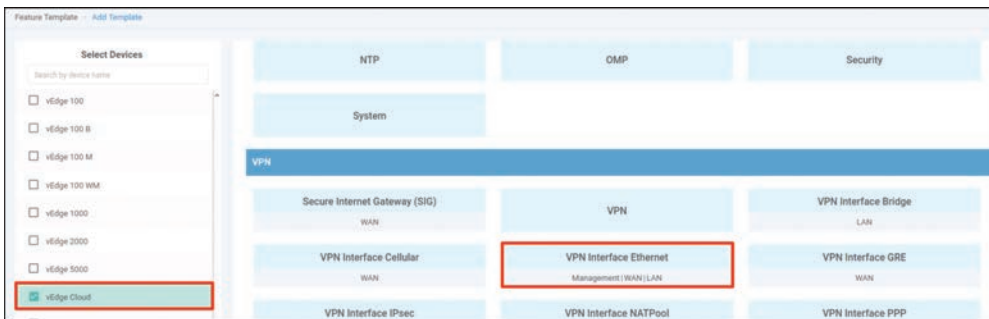 Feature Template
Add Template
Select Devices
Search by device name
vEdge 100
vEdge 100 B
vEdge 100 M
vEdge 100 WM
vEdge 1000
vEdge 2000
vEdge 5000
vEdge Cloud
NTP
OMP
Security
System
VPN
Secure Internet Gateway (SIG)
WAN
VPN
VPN Interface Bridge
LAN
VPN Interface Cellular
WAN
VPN Interface Ethernet
Management | WAN | LAN
VPN Interface GRE
WAN
VPN Interface IPsec
VPN Interface NATPool
VPN Interface PPP